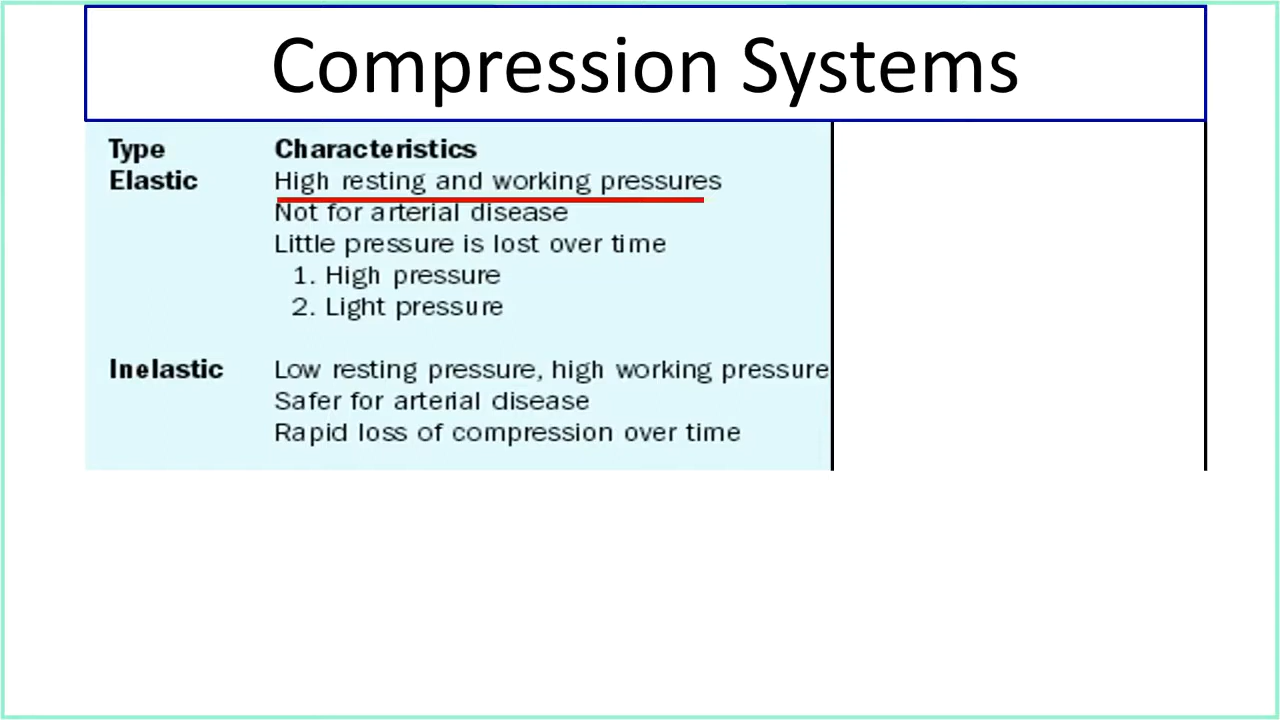 Compression Systems
Type Characteristics
Elastic High resting and working pressures
Not for arterial disease
Little pressure is lost over time
1. High pressure
2. Light pressure
Inelastic Low resting pressure, high working pressure
Safer for arterial disease
Rapid loss of compression over time